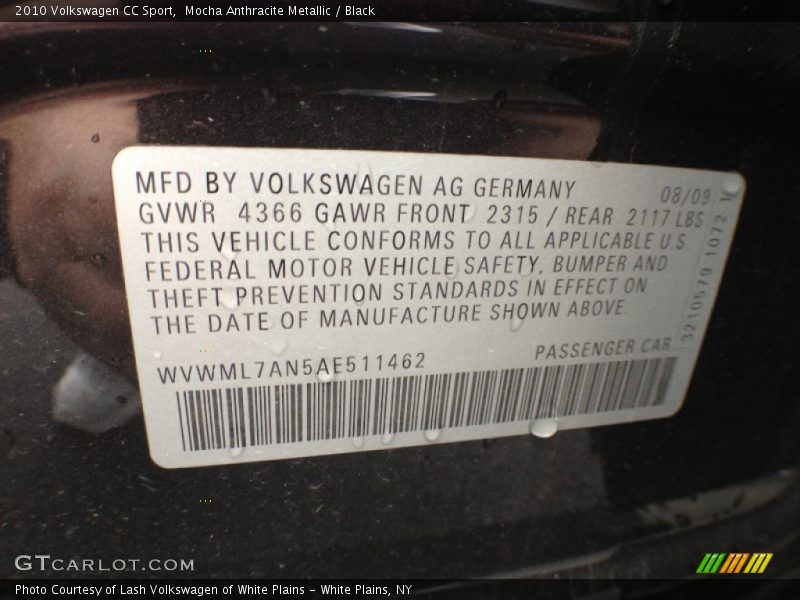 2010 Volkswagen CC Sport,  Mocha Anthracite Metallic / Black
MFD BY VOLKSWAGEN AG GERMANY 08/09
GVWR 4366 GAWR FRONT 2315 / REAR 2117 LBS
THIS VEHICLE CONFORMS TO ALL APPLICABLE U.S.
FEDERAL MOTOR VEHICLE SAFETY, BUMPER AND
THEFT PREVENTION STANDARDS IN EFFECT ON
THE DATE OF MANUFACTURE SHOWN ABOVE.
WVWML7AN5AE511462 PASSENGER CAR
3210579 1072
GTCARLOT.COM
Photo Courtesy of Lash Volkswagen of White Plains - White Plains, NY